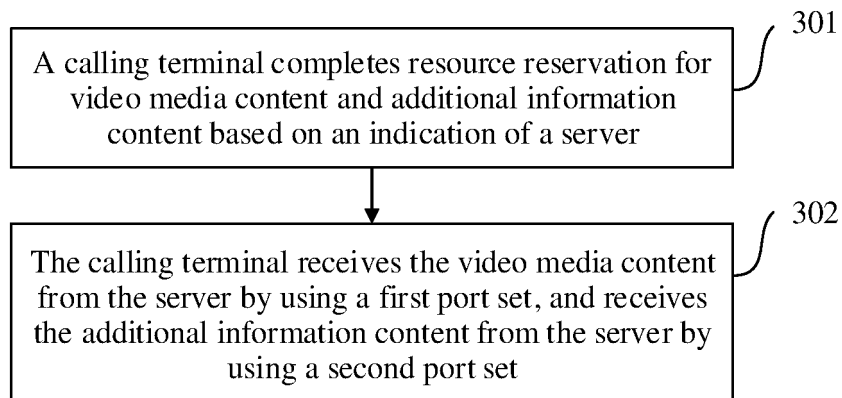 301
A calling terminal completes resource reservation for
video media content and additional information
content based on an indication of a server
302
The calling terminal receives the video media content
from the server by using a first port set, and receives
the additional information content from the server by
using a second port set